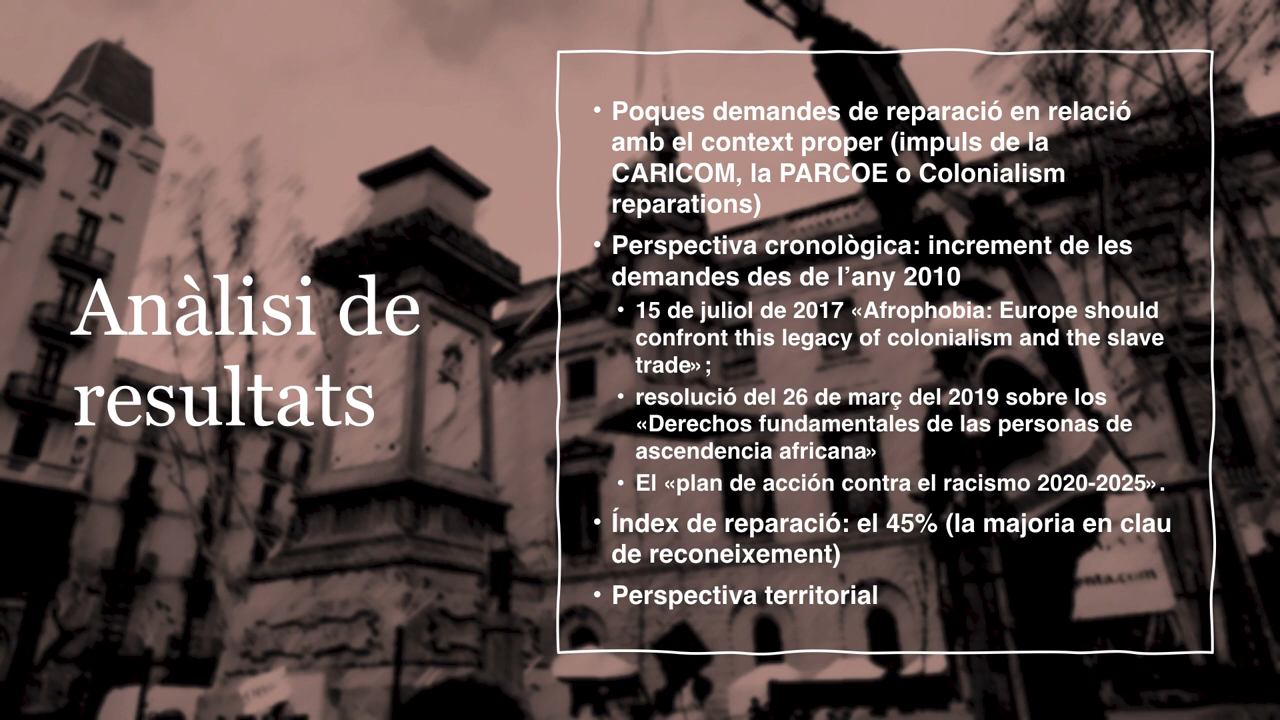 Anàlisi de
resultats
• Poques demandes de reparació en relació
amb el context proper (impuls de la
CARICOM, la PARCOE o Colonialism
reparations)
• Perspectiva cronològica: increment de les
demandes des de l’any 2010
• 15 de juliol de 2017 «Afrophobia: Europe should
confront this legacy of colonialism and the slave
trade» ;
• resolució del 26 de març del 2019 sobre los
«Derechos fundamentales de las personas de
ascendencia africana»
• El «plan de acción contra el racismo 2020-2025» .
• Índex de reparació: el 45% (la majoria en clau
de reconeixement)
• Perspectiva territorial